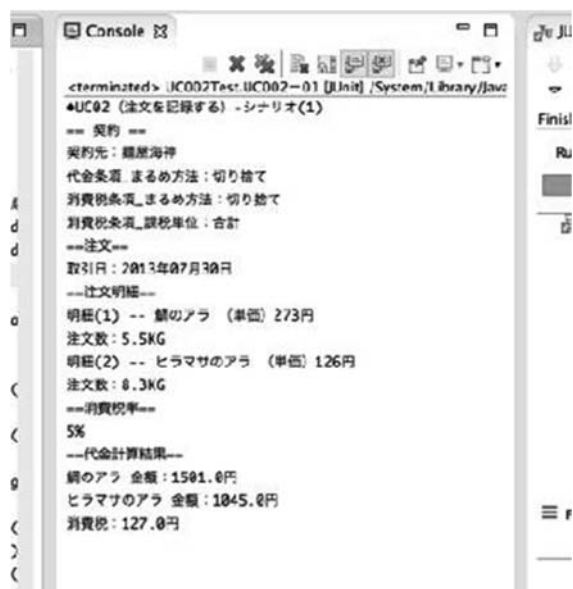 Console
<terminated> UC002Test.UC002-01 [JUnit] /System/Library/Java
◆UC02 (注文を記録する) -シナリオ(1)
== 契約 ==
契約先：麺屋海神
代金条項_まるめ方法：切り捨て
消費税条項_まるめ方法：切り捨て
消費税条項_課税単位：合計
==注文==
取引日：2013年07月30日
==注文明細==
明細(1) -- 鯛のアラ （単価）273円
注文数：5.5KG
明細(2) -- ヒラマサのアラ （単価）126円
注文数：8.3KG
==消費税率==
5%
==代金計算結果==
鯛のアラ 金額：1501.0円
ヒラマサのアラ 金額：1045.0円
消費税：127.0円
JU
Finish
Ru
F